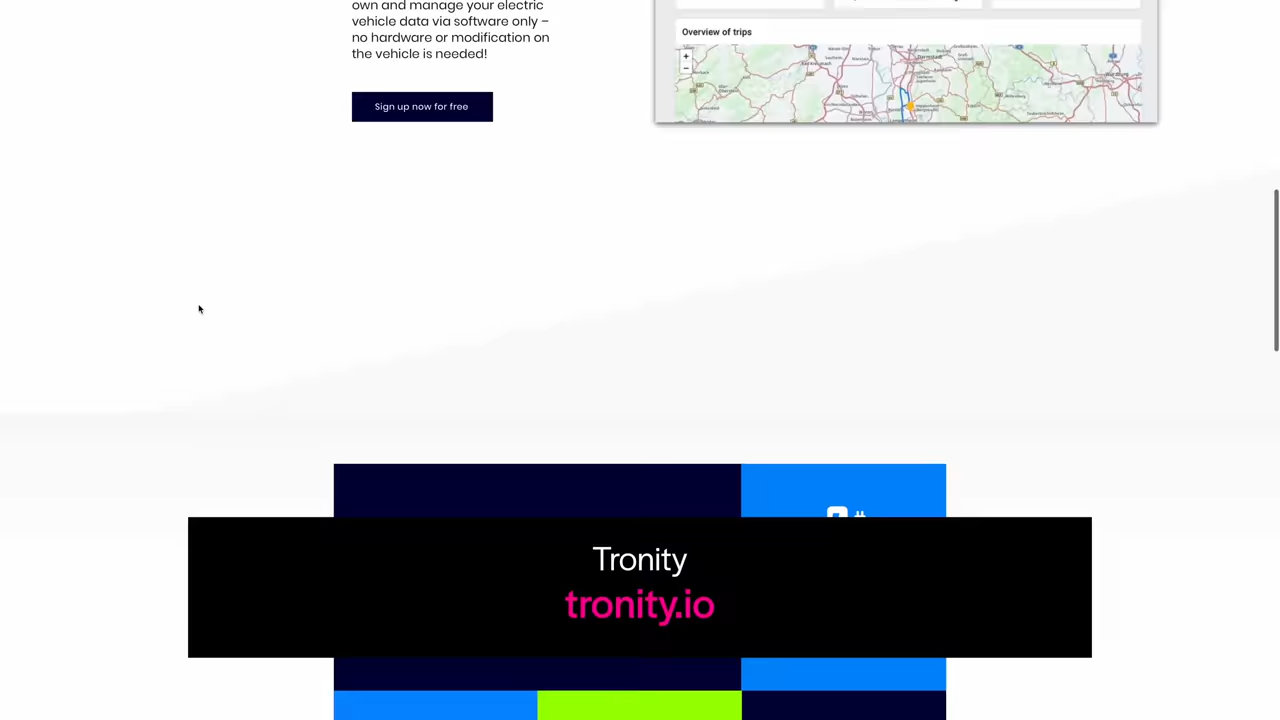 own and manage your electric
vehicle data via software only –
no hardware or modification on
the vehicle is needed!
Sign up now for free
Overview of trips
+
−
Darmstadt
#
Tronity
tronity.io